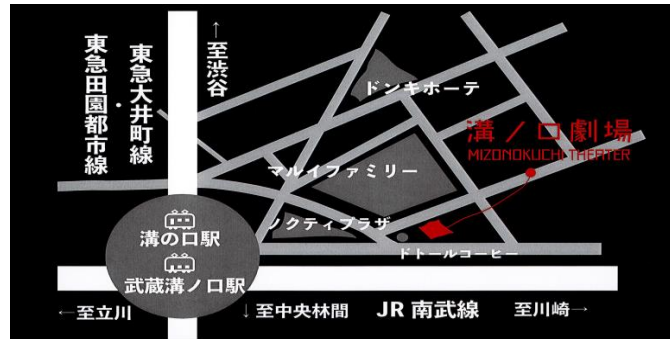 東急田園都市線
・
東急大井町線
↑至渋谷
ドンキホーテ
溝ノ口劇場
MIZONOKUCHI THEATER
マルイファミリー
ノクティプラザ
ドトールコーヒー
溝の口駅
武蔵溝ノ口駅
←至立川
↓至中央林間
JR 南武線
至川崎→